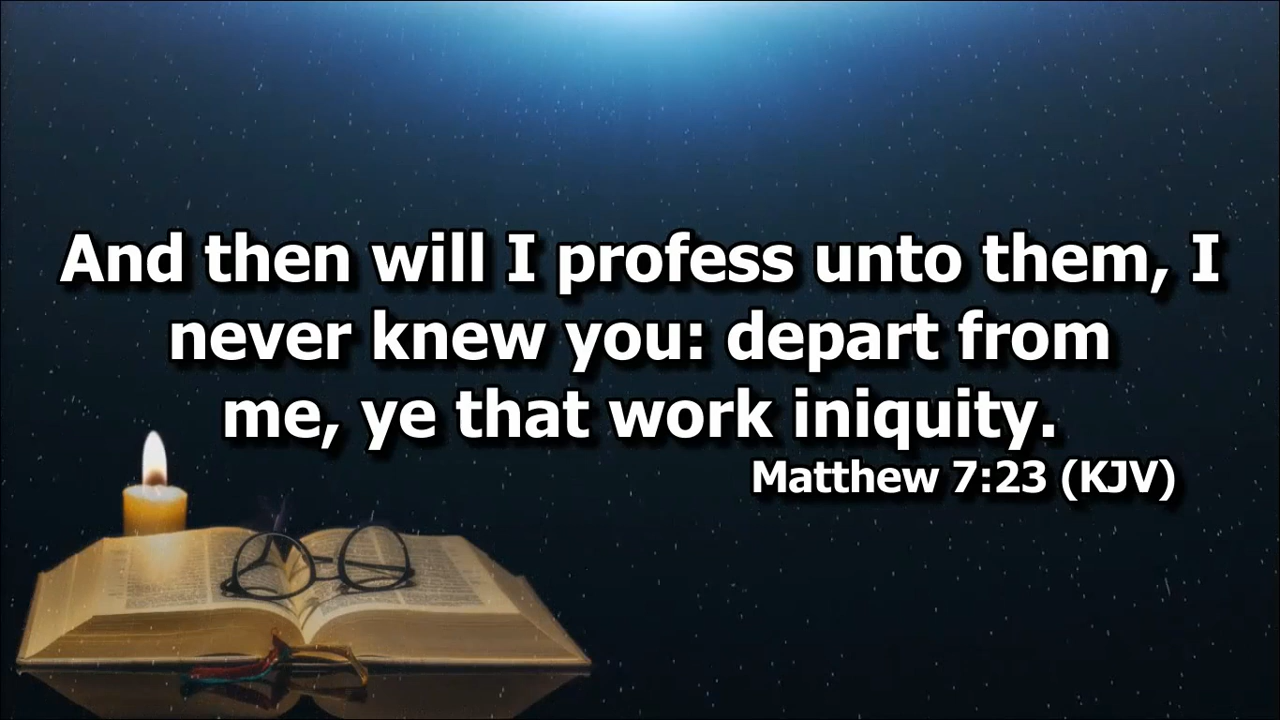 And then will I profess unto them, I
never knew you: depart from
me, ye that work iniquity.
Matthew 7:23 (KJV)